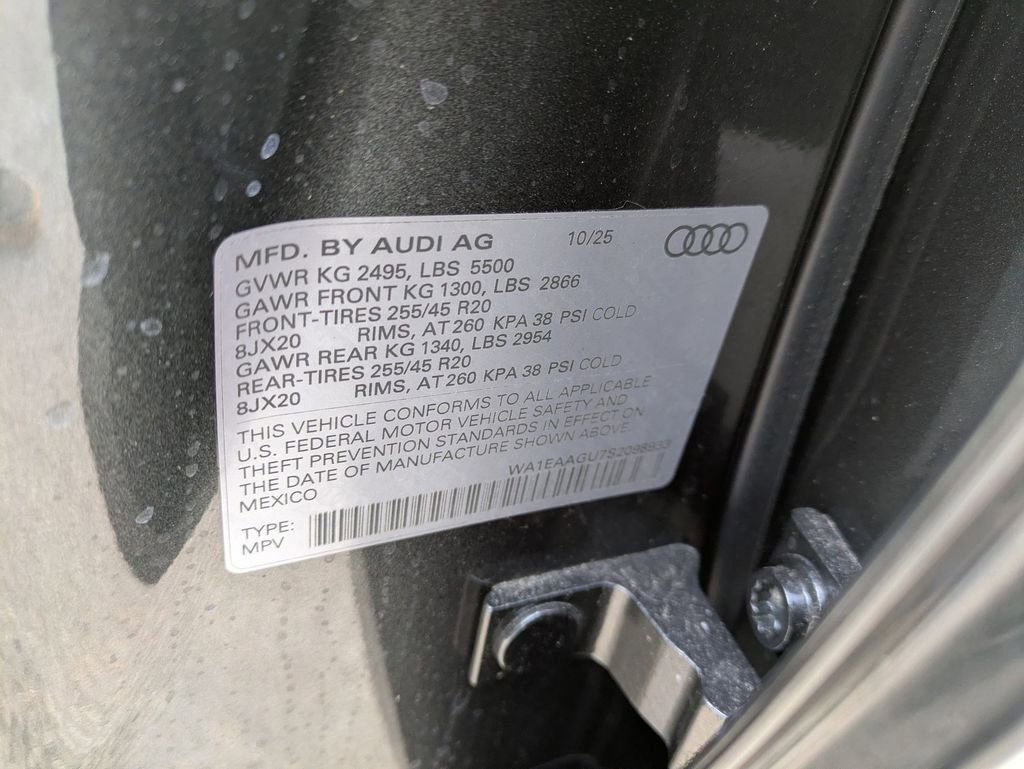 MFD. BY AUDI AG 10/25
GVWR KG 2495, LBS 5500
GAWR FRONT KG 1300, LBS 2866
FRONT-TIRES 255/45 R20
8JX20 RIMS, AT 260 KPA 38 PSI COLD
GAWR REAR KG 1340, LBS 2954
REAR-TIRES 255/45 R20
8JX20 RIMS, AT 260 KPA 38 PSI COLD
THIS VEHICLE CONFORMS TO ALL APPLICABLE
U.S. FEDERAL MOTOR VEHICLE SAFETY AND
THEFT PREVENTION STANDARDS IN EFFECT ON
THE DATE OF MANUFACTURE SHOWN ABOVE.
MEXICO
TYPE:
MPV